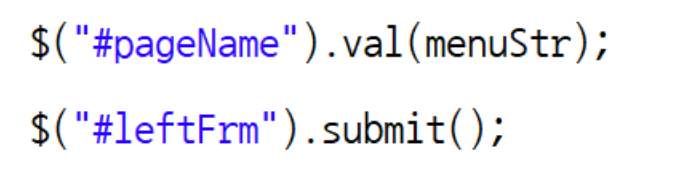 $("#pageName").val(menuStr);
$("#leftFrm").submit();